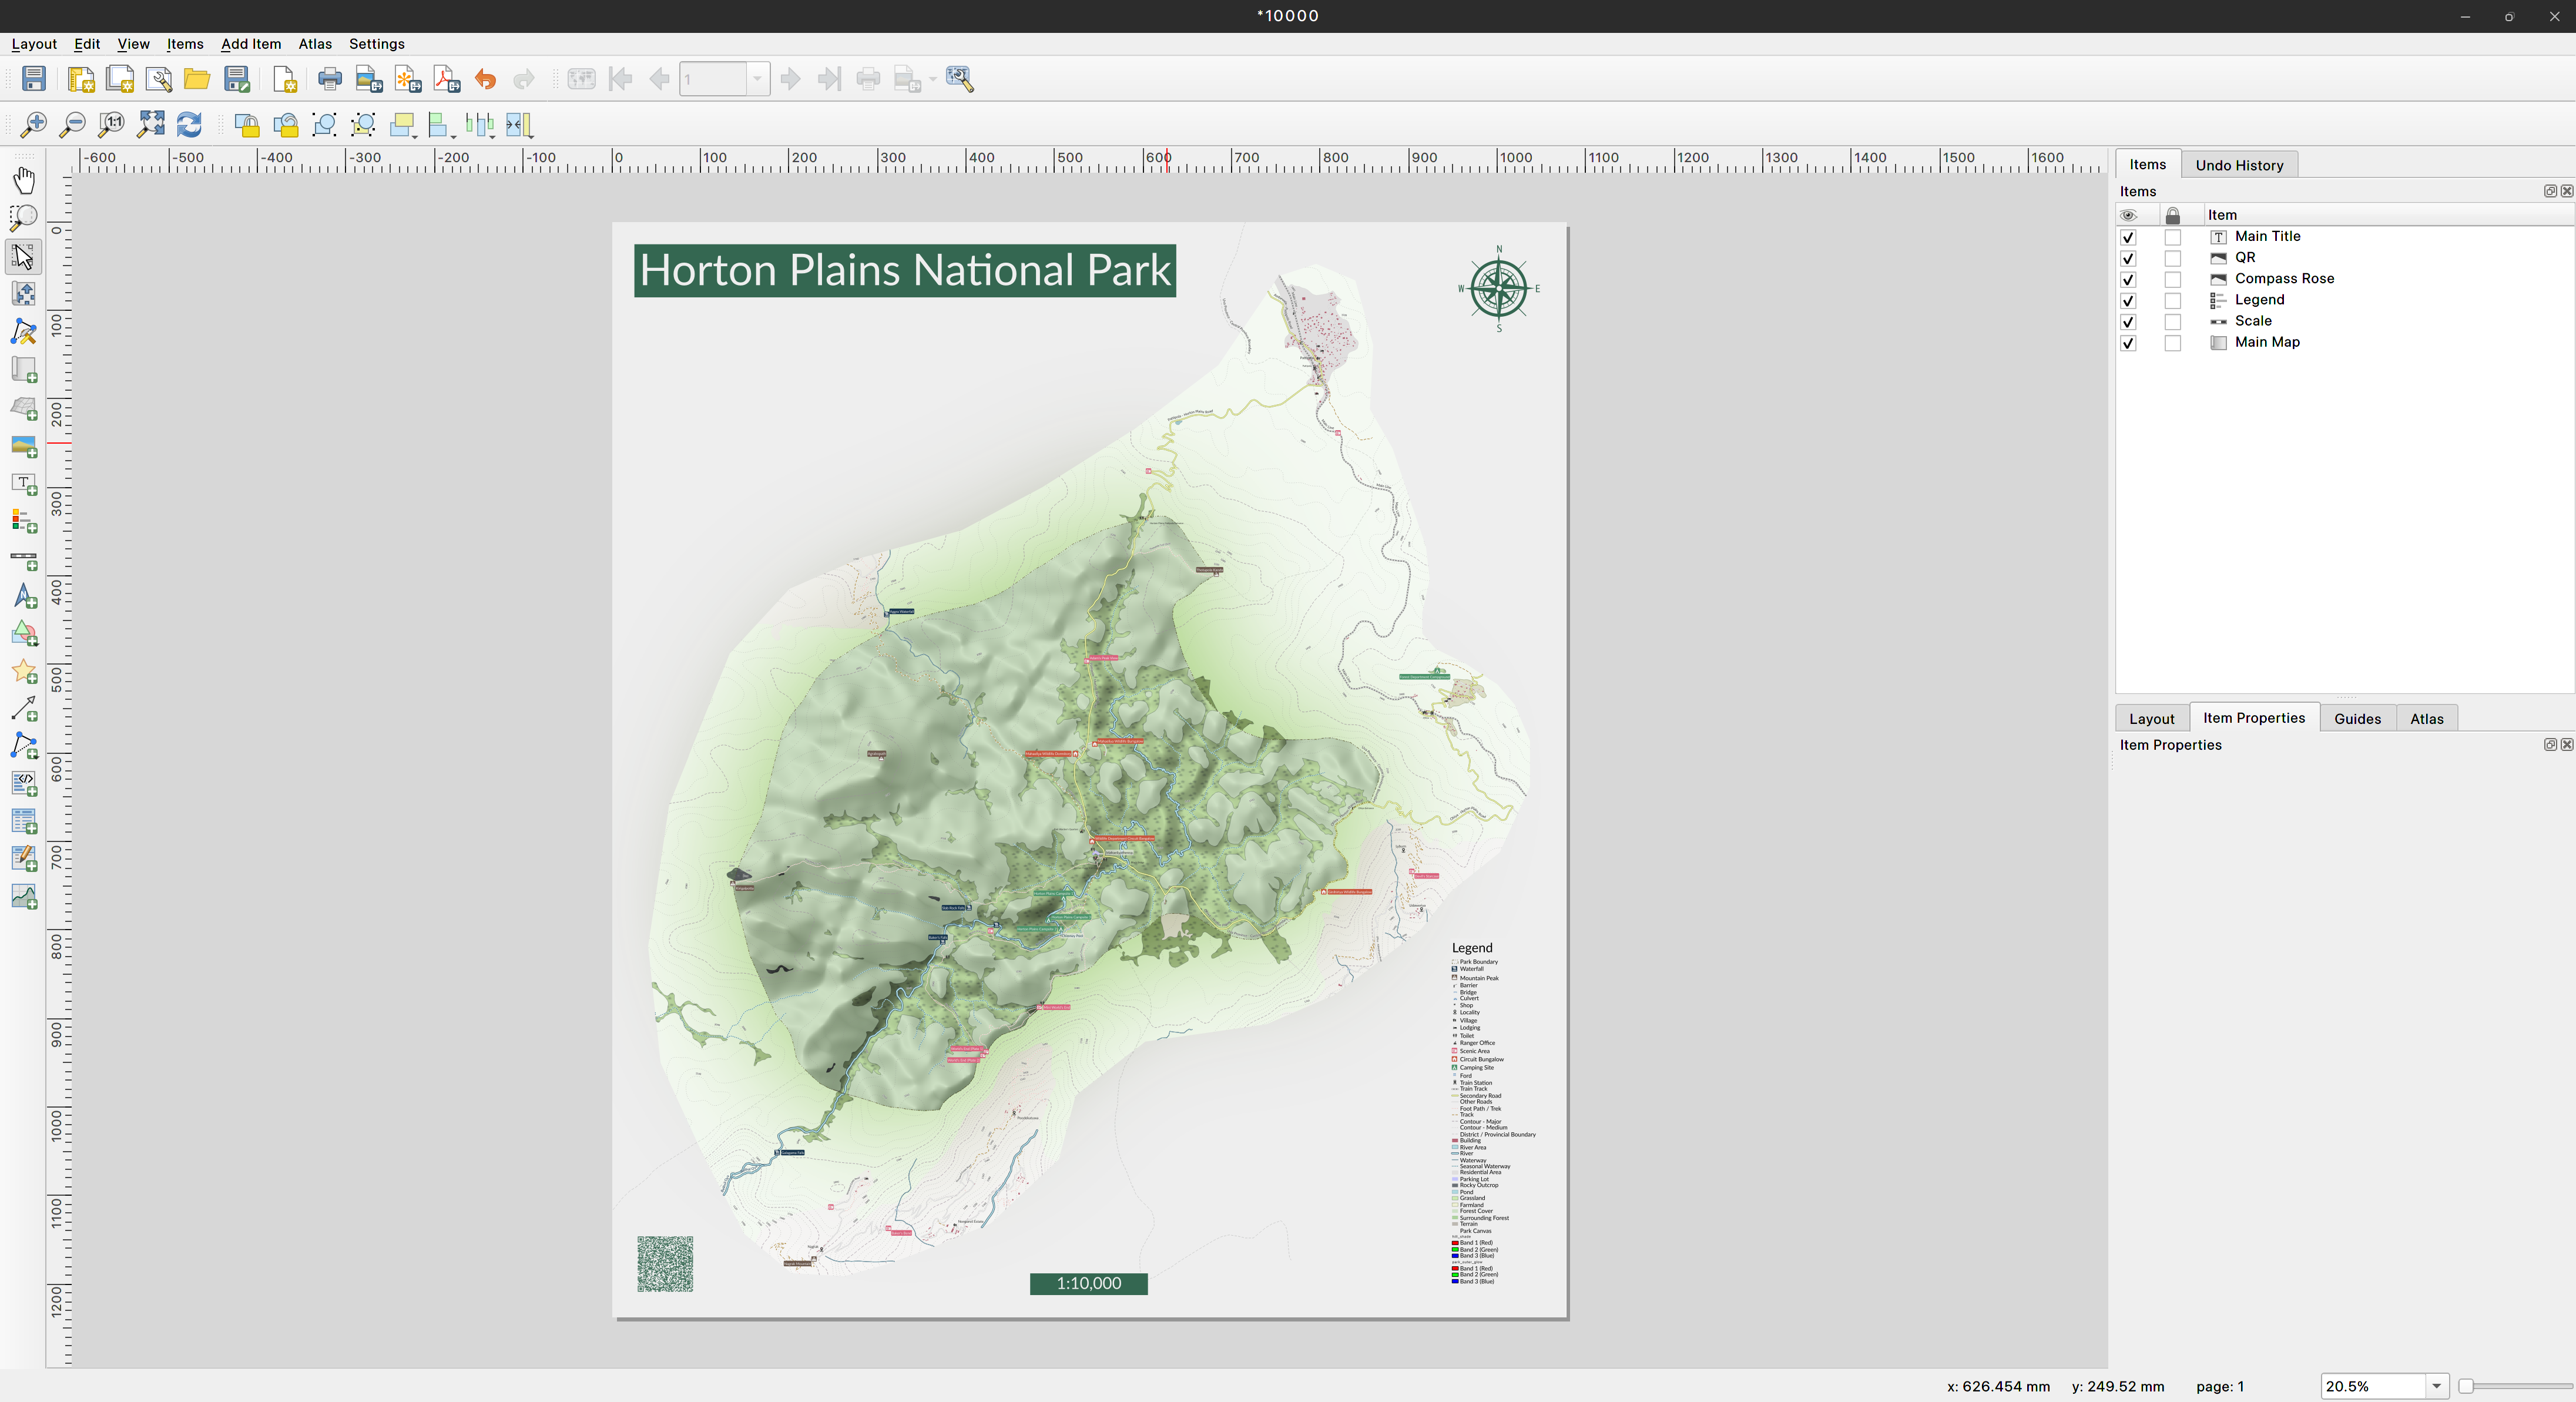 *10000
Layout Edit View Items Add Item Atlas Settings
1
1:1
-600 -500 -400 -300 -200 -100 0 100 200 300 400 500 600 700 800 900 1000 1100 1200 1300 1400 1500 1600
0
100
200
300
400
500
600
700
800
900
1000
1100
1200
Horton Plains National Park
N
W E
S
Legend
Park Boundary
Waterfall
Mountain Peak
Barrier
Bridge
Culvert
Shop
Locality
Village
Lodging
Toilet
Ranger Office
Scenic Area
Circuit Bungalow
Camping Site
Ford
Train Station
Train Track
Secondary Road
Other Roads
Foot Path / Trek
Track
Contour - Major
Contour - Medium
District / Provincial Boundary
Building
River Area
River
Waterway
Seasonal Waterway
Residential Area
Parking Lot
Rocky Outcrop
Pond
Grassland
Farmland
Forest Cover
Surrounding Forest
Terrain
Park Canvas
Band 1 (Red)
Band 2 (Green)
Band 3 (Blue)
Band 1 (Red)
Band 2 (Green)
Band 3 (Blue)
1:10,000
Items Undo History
Items
Item
Main Title
QR
Compass Rose
Legend
Scale
Main Map
Layout Item Properties Guides Atlas
Item Properties
x: 626.454 mm y: 249.52 mm page: 1 20.5%